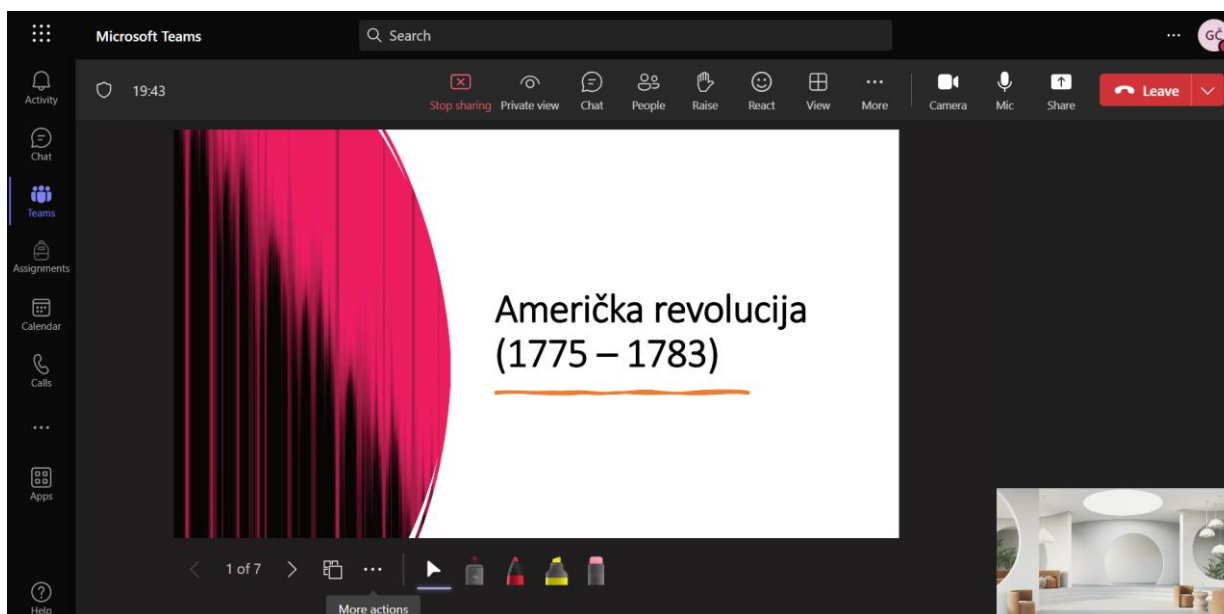 Microsoft Teams
Search
GČ
Activity
Chat
Teams
Assignments
Calendar
Calls
Apps
Help
19:43
Stop sharing
Private view
Chat
People
Raise
React
View
More
Camera
Mic
Share
Leave
Američka revolucija
(1775 – 1783)
1 of 7
More actions